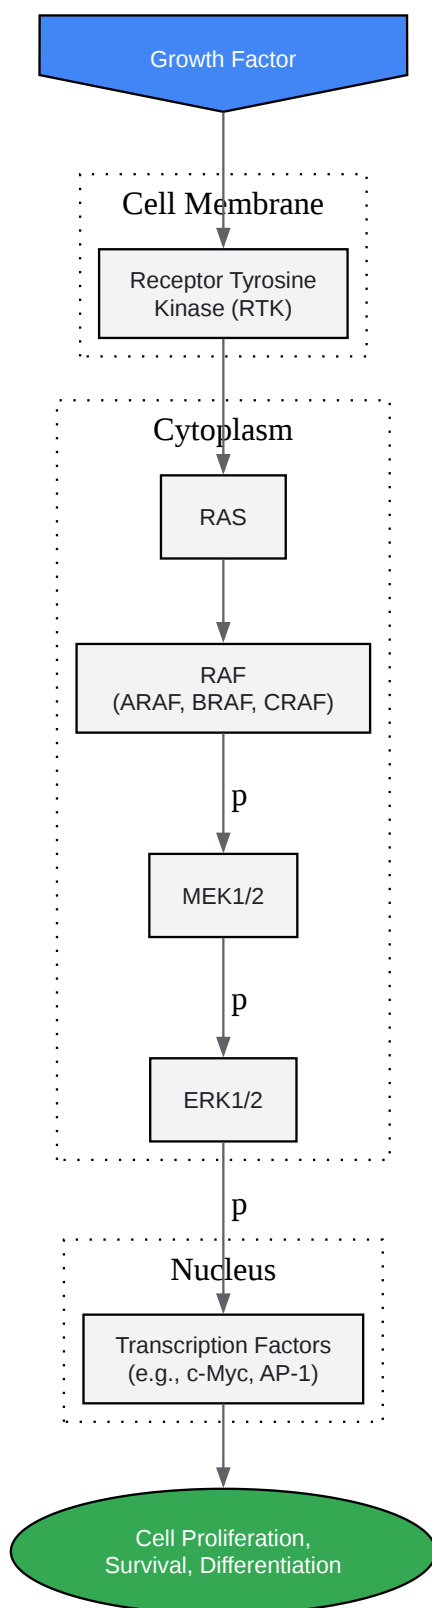 Growth Factor
Cell Membrane
Receptor Tyrosine
Kinase (RTK)
Cytoplasm
RAS
RAF
(ARAF, BRAF, CRAF)
p
MEK1/2
p
ERK1/2
p
Nucleus
Transcription Factors
(e.g., c-Myc, AP-1)
Cell Proliferation,
Survival, Differentiation